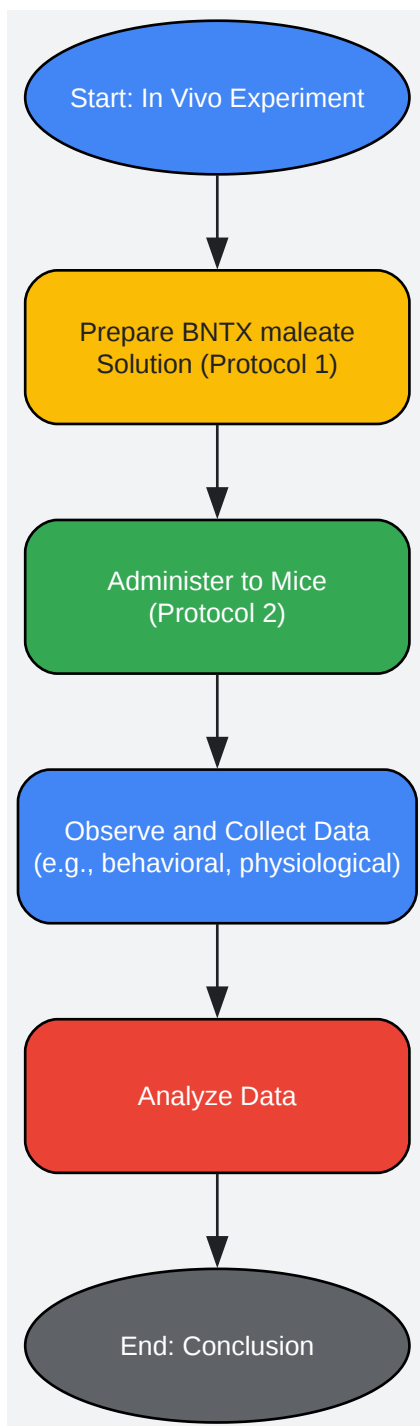 Start: In Vivo Experiment
Prepare BNTX maleate
Solution (Protocol 1)
Administer to Mice
(Protocol 2)
Observe and Collect Data
(e.g., behavioral, physiological)
Analyze Data
End: Conclusion